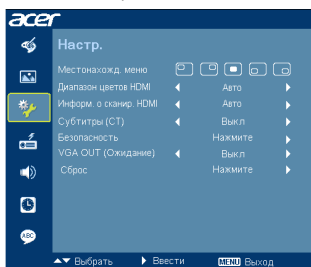 acer
Настр.
Местонахожд. меню
Диапазон цветов HDMI Авто
Информ. о сканир. HDMI Авто
Субтитры (СТ) Выкл
Безопасность Нажмите
VGA OUT (Ожидание) Выкл
Сброс Нажмите
ABC
Выбрать Ввести MENU Выход